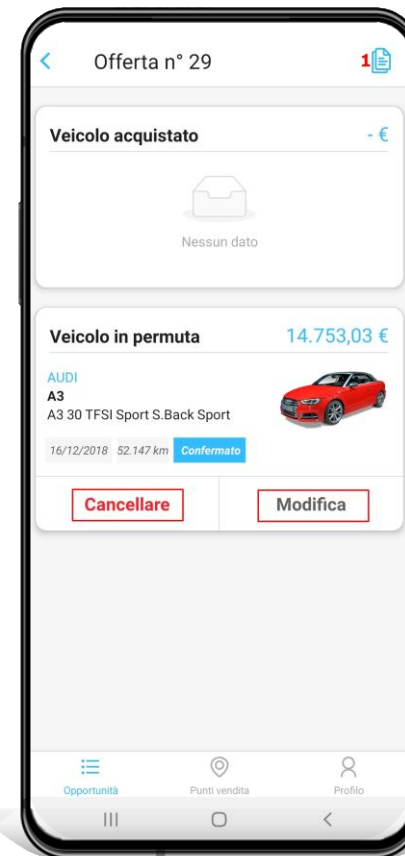 Offerta n° 29
1
Veicolo acquistato
- €
Nessun dato
Veicolo in permuta
14.753,03 €
AUDI
A3
A3 30 TFSI Sport S.Back Sport
16/12/2018 52.147 km Confermato
Cancellare
Modifica
Opportunità
Punti vendita
Profilo